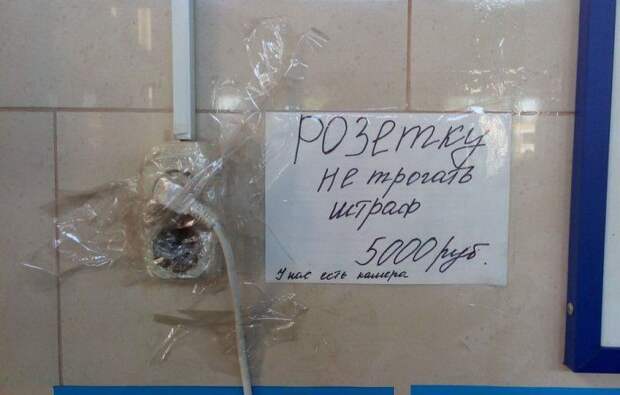 РОЗЕТКУ
не трогать
штраф
5000 руб.
У нас есть камера